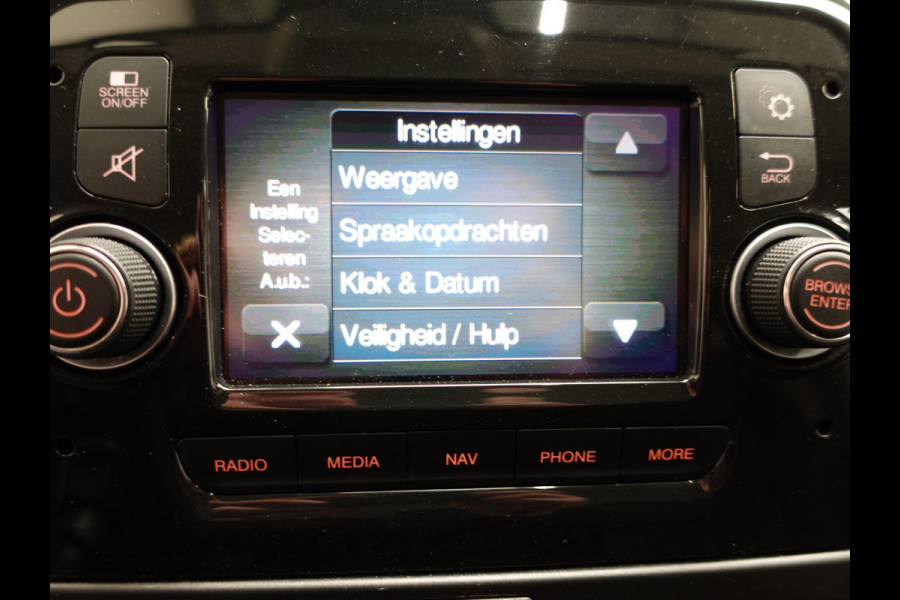 SCREEN
ON/OFF
Instellingen
Weergave
Een
Instelling
Selec-
teren
A.u.b.:
Spraakopdrachten
Klok & Datum
Veiligheid / Hulp
BACK
BROWSE
ENTER
RADIO
MEDIA
NAV
PHONE
MORE